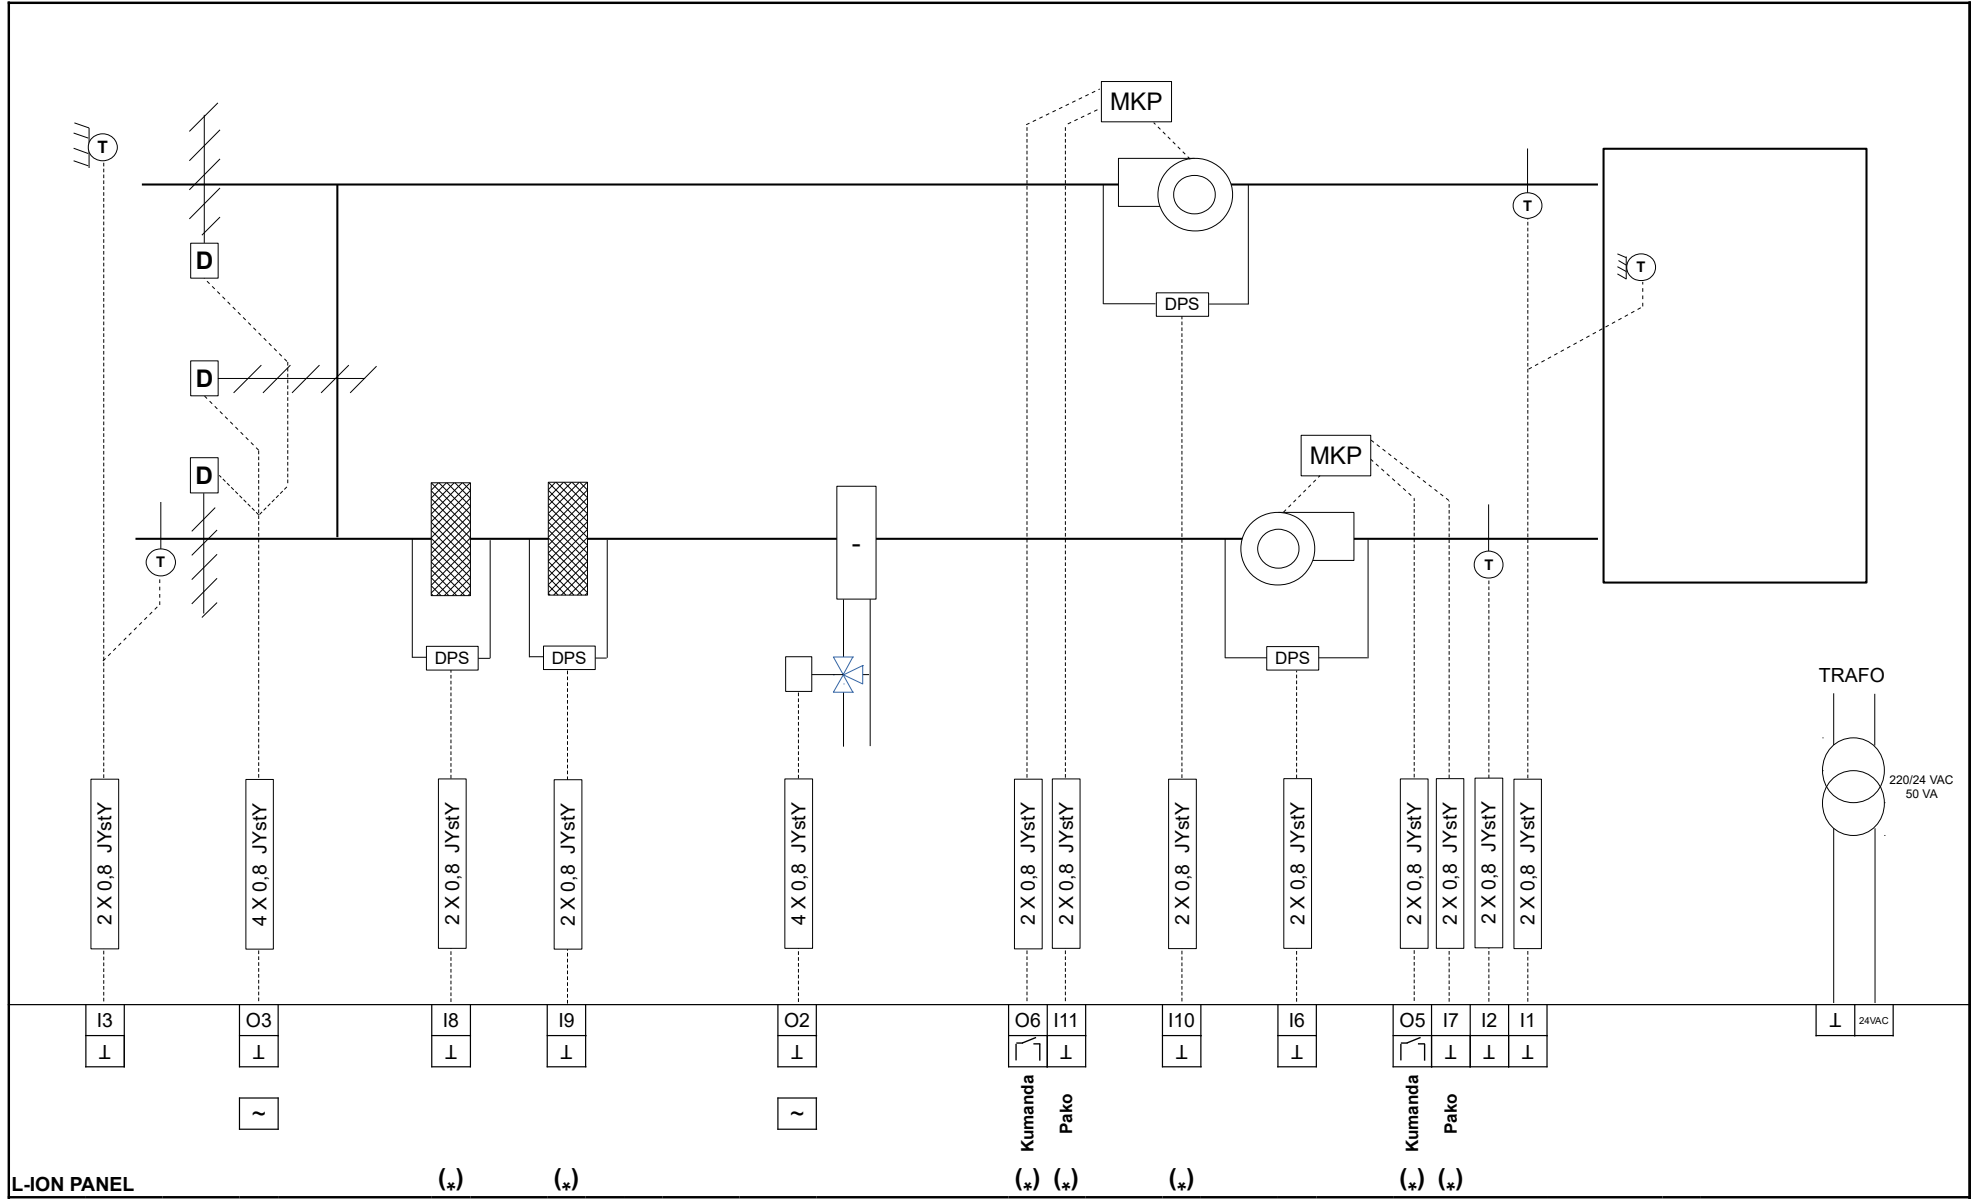 MKP
T
T
D
T
DPS
D
MKP
D
-
T
T
DPS
DPS
DPS
TRAFO
220/24 VAC
50 VA
2 X 0,8 JYstY
4 X 0,8 JYstY
2 X 0,8 JYstY
2 X 0,8 JYstY
4 X 0,8 JYstY
2 X 0,8 JYstY
2 X 0,8 JYstY
2 X 0,8 JYstY
2 X 0,8 JYstY
2 X 0,8 JYstY
2 X 0,8 JYstY
2 X 0,8 JYstY
2 X 0,8 JYstY
I3 O3 I8 I9 O2 O6 I11 I10 I6 O5 I7 I2 I1 ⊥ 24VAC
⊥ ⊥ ⊥ ⊥ ⊥ ⊥ ⊥ ⊥ ⊥ ⊥ ⊥
~ ~
Kumanda
Pako
Kumanda
Pako
L-ION PANEL (*) (*) (*) (*) (*) (*) (*)